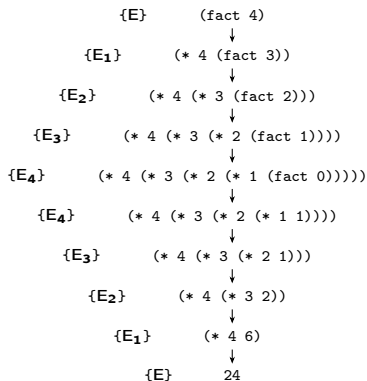 {E} (fact 4)
{E₁} (* 4 (fact 3))
{E₂} (* 4 (* 3 (fact 2)))
{E₃} (* 4 (* 3 (* 2 (fact 1))))
{E₄} (* 4 (* 3 (* 2 (* 1 (fact 0)))))
{E₄} (* 4 (* 3 (* 2 (* 1 1))))
{E₃} (* 4 (* 3 (* 2 1)))
{E₂} (* 4 (* 3 2))
{E₁} (* 4 6)
{E} 24